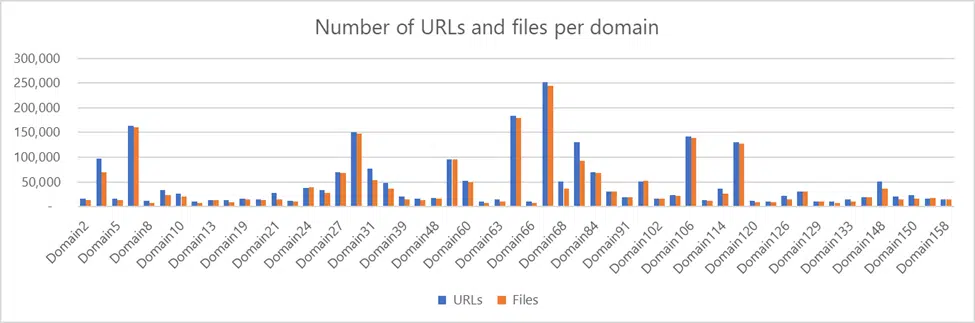 Number of URLs and files per domain
300,000
250,000
200,000
150,000
100,000
50,000
-
Domain2
Domain5
Domain8
Domain10
Domain13
Domain19
Domain21
Domain24
Domain27
Domain31
Domain39
Domain48
Domain60
Domain63
Domain66
Domain68
Domain84
Domain91
Domain102
Domain106
Domain114
Domain120
Domain126
Domain129
Domain133
Domain148
Domain150
Domain158
URLs Files